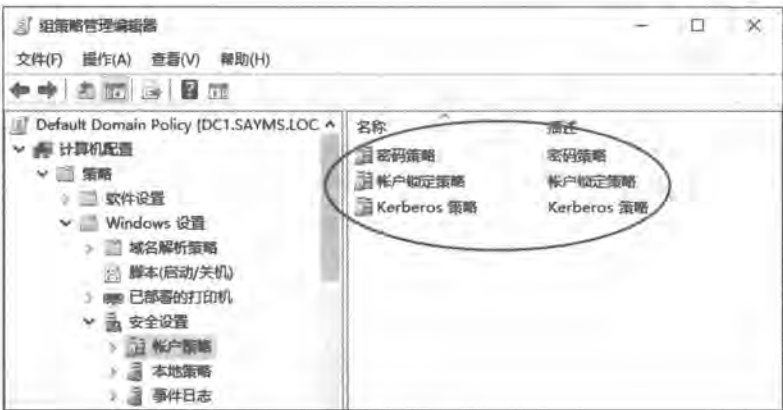 组策略管理编辑器
文件(F) 操作(A) 查看(V) 帮助(H)
Default Domain Policy [DC1.SAYMS.LOC
计算机配置
策略
软件设置
Windows 设置
域名解析策略
脚本(启动/关机)
已部署的打印机
安全设置
帐户策略
本地策略
事件日志
名称 描述
密码策略 密码策略
帐户锁定策略 帐户锁定策略
Kerberos 策略 Kerberos 策略